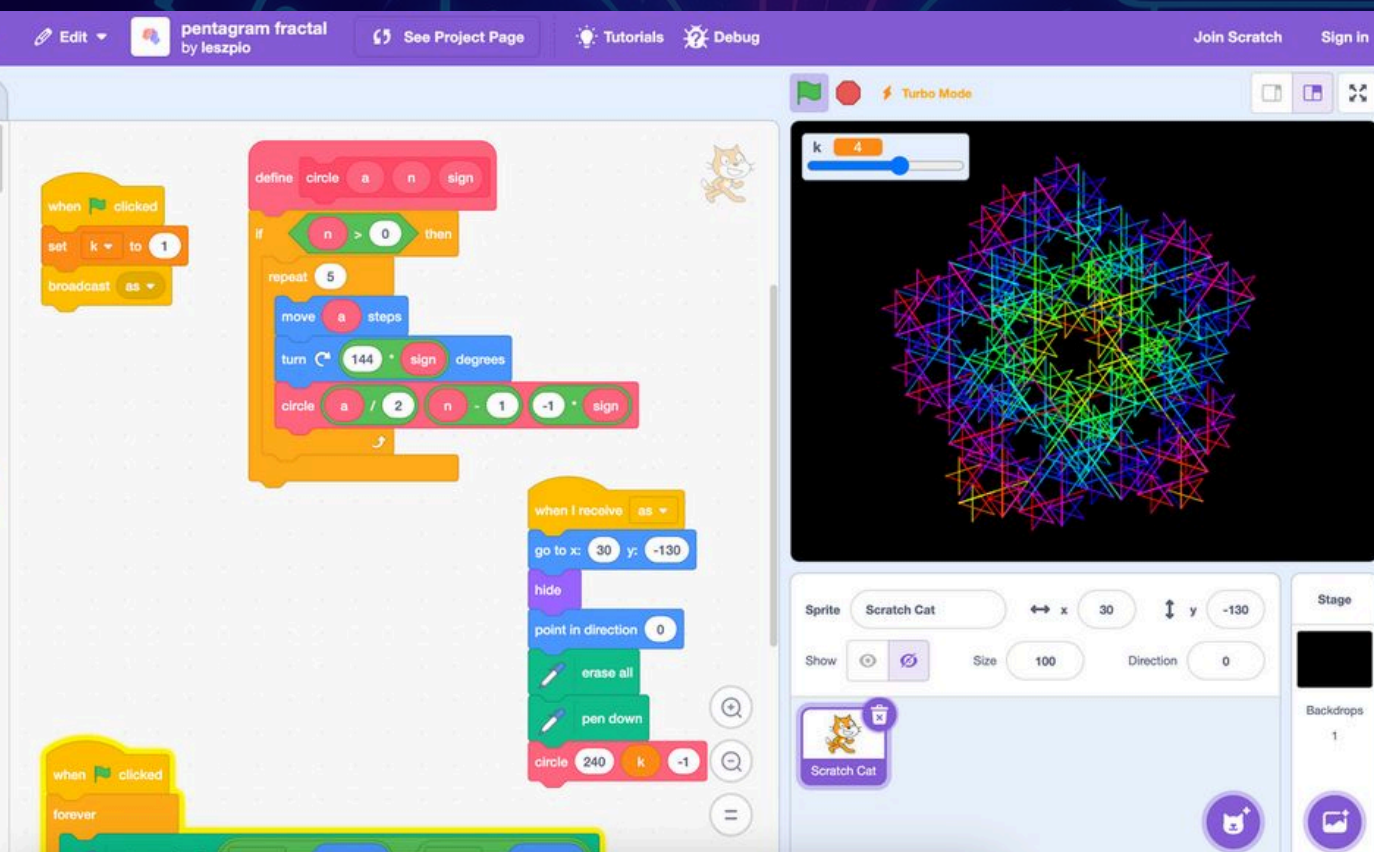 Edit
pentagram fractal
by leszpio
See Project Page
Tutorials
Debug
Join Scratch
Sign in
Turbo Mode
when clicked
set k to 1
broadcast as
define circle a n sign
if n > 0 then
repeat 5
move a steps
turn 144 * sign degrees
circle a / 2 n - 1 -1 * sign
when I receive as
go to x: 30 y: -130
hide
point in direction 0
erase all
pen down
circle 240 k -1
when clicked
forever
k 4
Sprite Scratch Cat x 30 y -130
Show Size 100 Direction 0
Scratch Cat
Stage
Backdrops
1